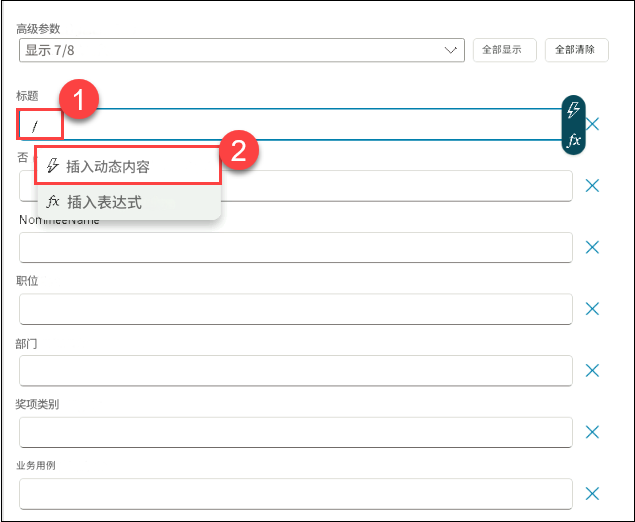 高级参数
显示 7/8
全部显示
全部清除
标题
1
/
fx
2
否
插入动态内容
fx 插入表达式
NomineeName
职位
部门
奖项类别
业务用例